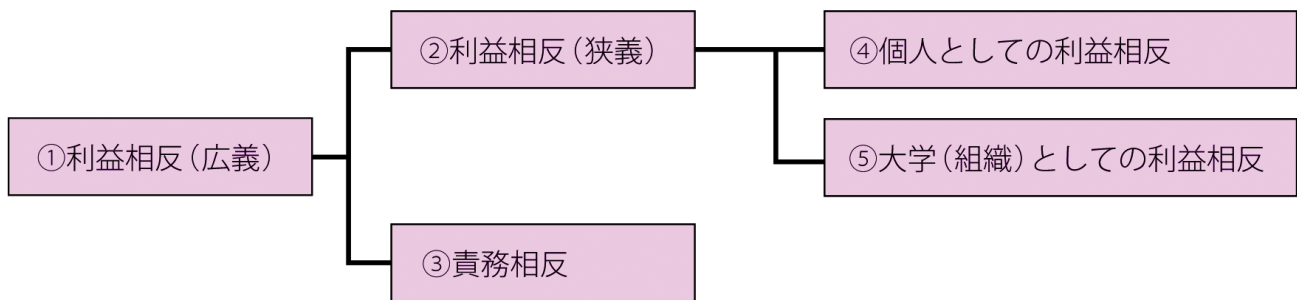 ①利益相反（広義）
②利益相反（狭義）
③責務相反
④個人としての利益相反
⑤大学（組織）としての利益相反